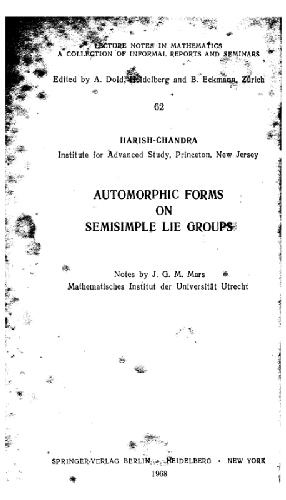 LECTURE NOTES IN MATHEMATICS
A COLLECTION OF INFORMAL REPORTS AND SEMINARS
Edited by A. Dold, Heidelberg and B. Eckmann, Zürich
62
HARISH-CHANDRA
Institute for Advanced Study, Princeton, New Jersey
AUTOMORPHIC FORMS
ON
SEMISIMPLE LIE GROUPS
Notes by J. G. M. Mars
Mathematisches Institut der Universität Utrecht
SPRINGER-VERLAG BERLIN · HEIDELBERG · NEW YORK
1968